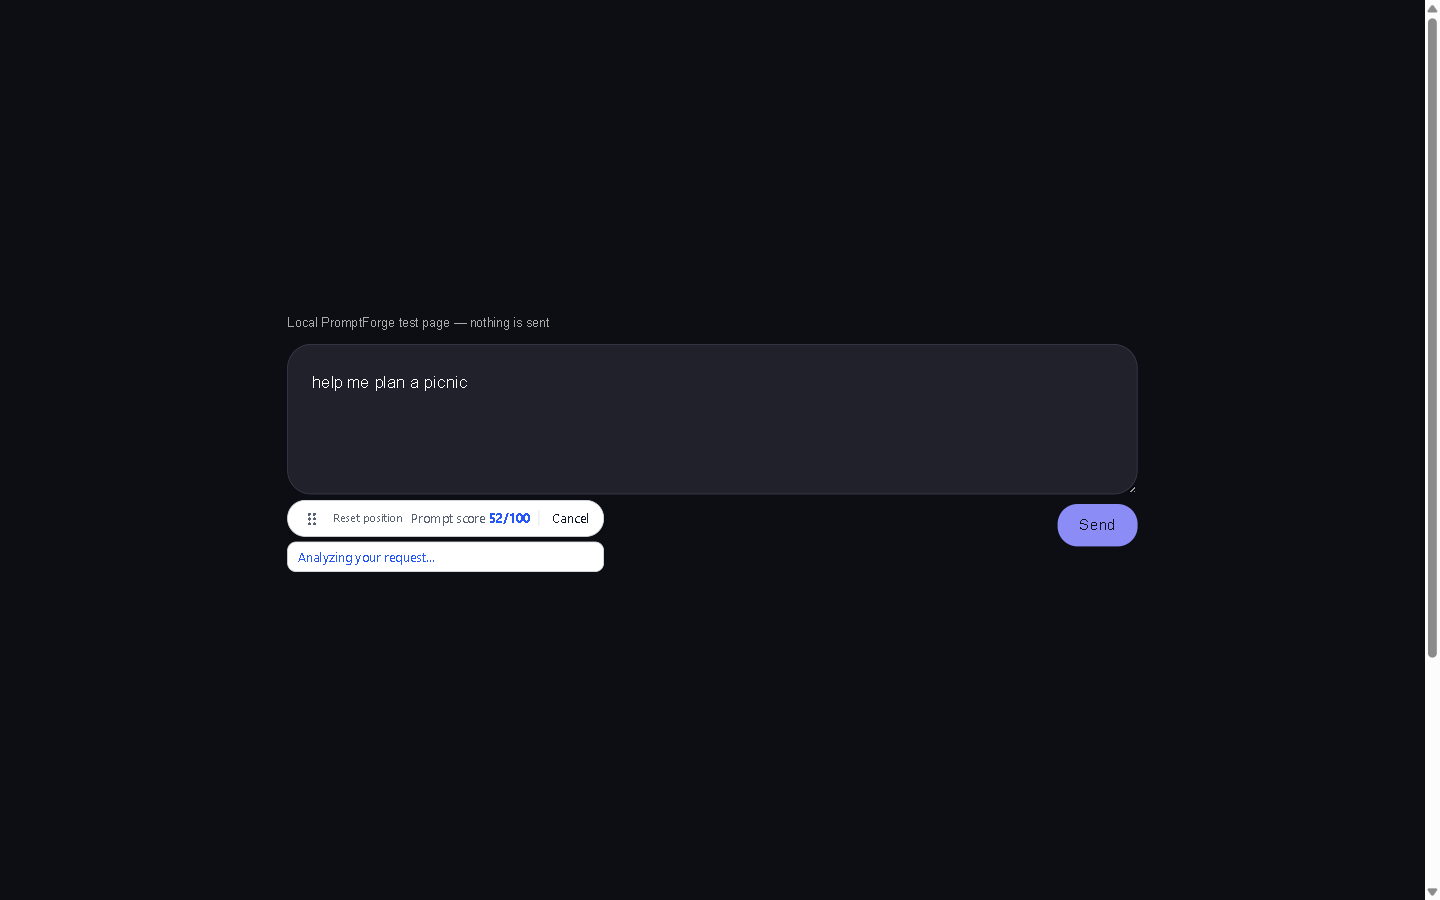 Local PromptForge test page — nothing is sent
help me plan a picnic
Reset position Prompt score 52/100 Cancel
Send
Analyzing your request...